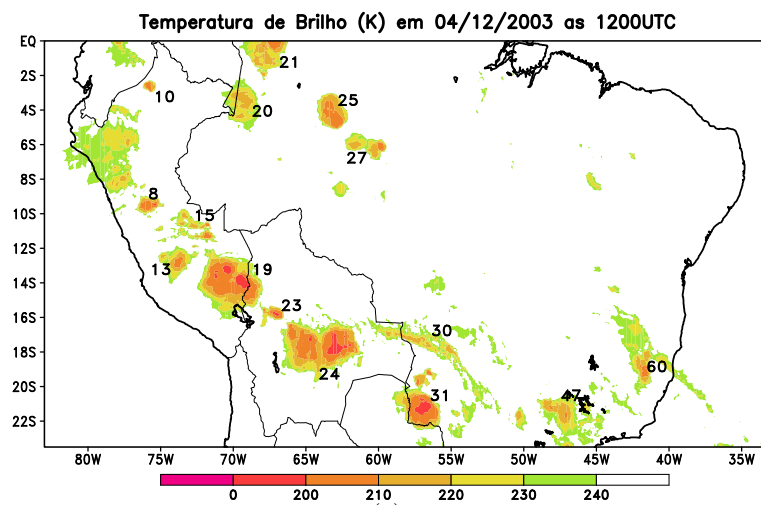 Temperatura de Brilho (K) em 04/12/2003 as 1200UTC
EQ
2S
4S
6S
8S
10S
12S
14S
16S
18S
20S
22S
21
10
20
25
27
8
15
13
19
23
30
24
31
47
60
80W 75W 70W 65W 60W 55W 50W 45W 40W 35W
0 200 210 220 230 240